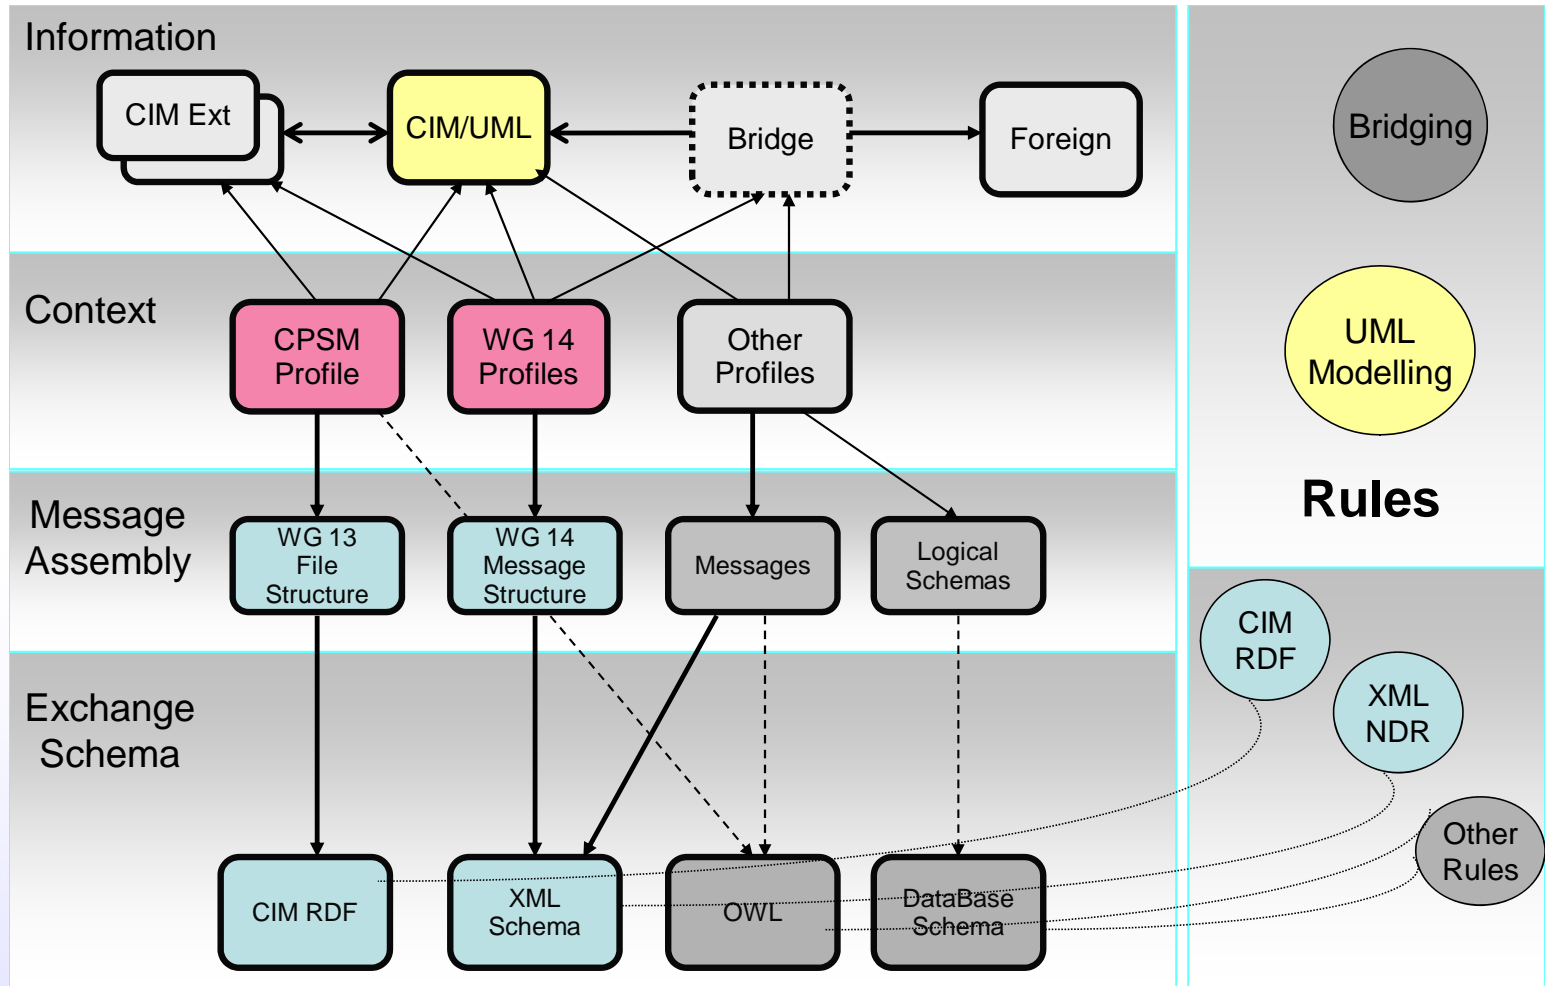 Information
CIM Ext
CIM/UML
Bridge
Foreign
Context
CPSM
Profile
WG 14
Profiles
Other
Profiles
Message
Assembly
WG 13
File
Structure
WG 14
Message
Structure
Messages
Logical
Schemas
Exchange
Schema
CIM RDF
XML
Schema
OWL
DataBase
Schema
Bridging
UML
Modelling
Rules
CIM
RDF
XML
NDR
Other
Rules